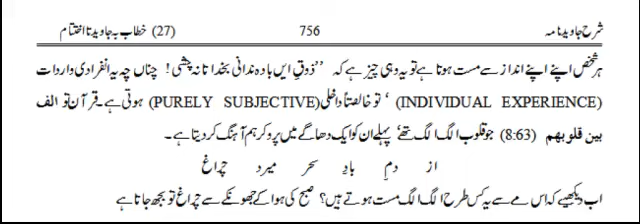 شرح جاوید نامہ 756 (27) خطاب بہ جاوید تا اختتام
ہر شخص اپنے اپنے انداز سے مست ہوتا ہے تو یہ وہی چیز ہے کہ ’’ذوقِ ایں بادہ ندانی بخدا تا نہ چشی! چناں چہ یہ انفرادی واردات
(INDIVIDUAL EXPERIENCE) ‘ تو خالصتاً داخلی (PURELY SUBJECTIVE) ہوتی ہے۔ قرآن تو الف
بین قلوبھم (8:63) جو قلوب الگ الگ تھے‘ پہلے ان کو ایک دھاگے میں پرو کر ہم آہنگ کر دیتا ہے۔
از دمِ بادِ سحر میرد چراغ
اب دیکھیے کہ اس مے سے یہ کس طرح الگ الگ مست ہوتے ہیں؟ صبح کی ہوا کے جھونکے سے چراغ تو بجھ جاتا ہے